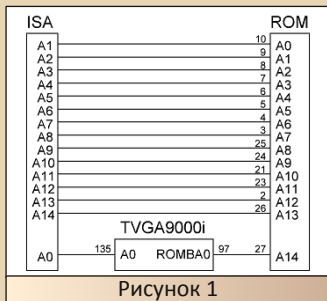 ISA ROM
A1 10 A0
A2 9 A1
A3 8 A2
A4 7 A3
A5 6 A4
A6 5 A5
A7 4 A6
A8 3 A7
A9 25 A8
A10 24 A9
A11 21 A10
A12 23 A11
A13 2 A12
A14 26 A13
TVGA9000i
A0 135 A0 ROMBA0 97 27 A14
Рисунок 1